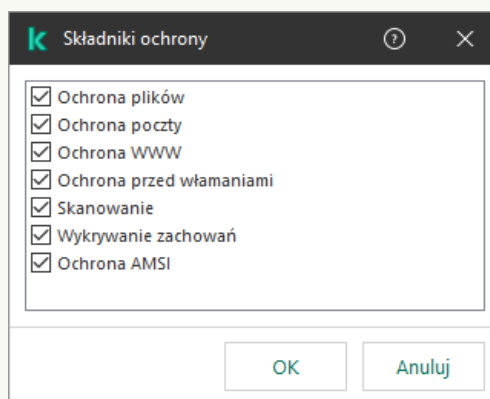 Składniki ochrony
Ochrona plików
Ochrona poczty
Ochrona WWW
Ochrona przed włamaniami
Skanowanie
Wykrywanie zachowań
Ochrona AMSI
OK Anuluj